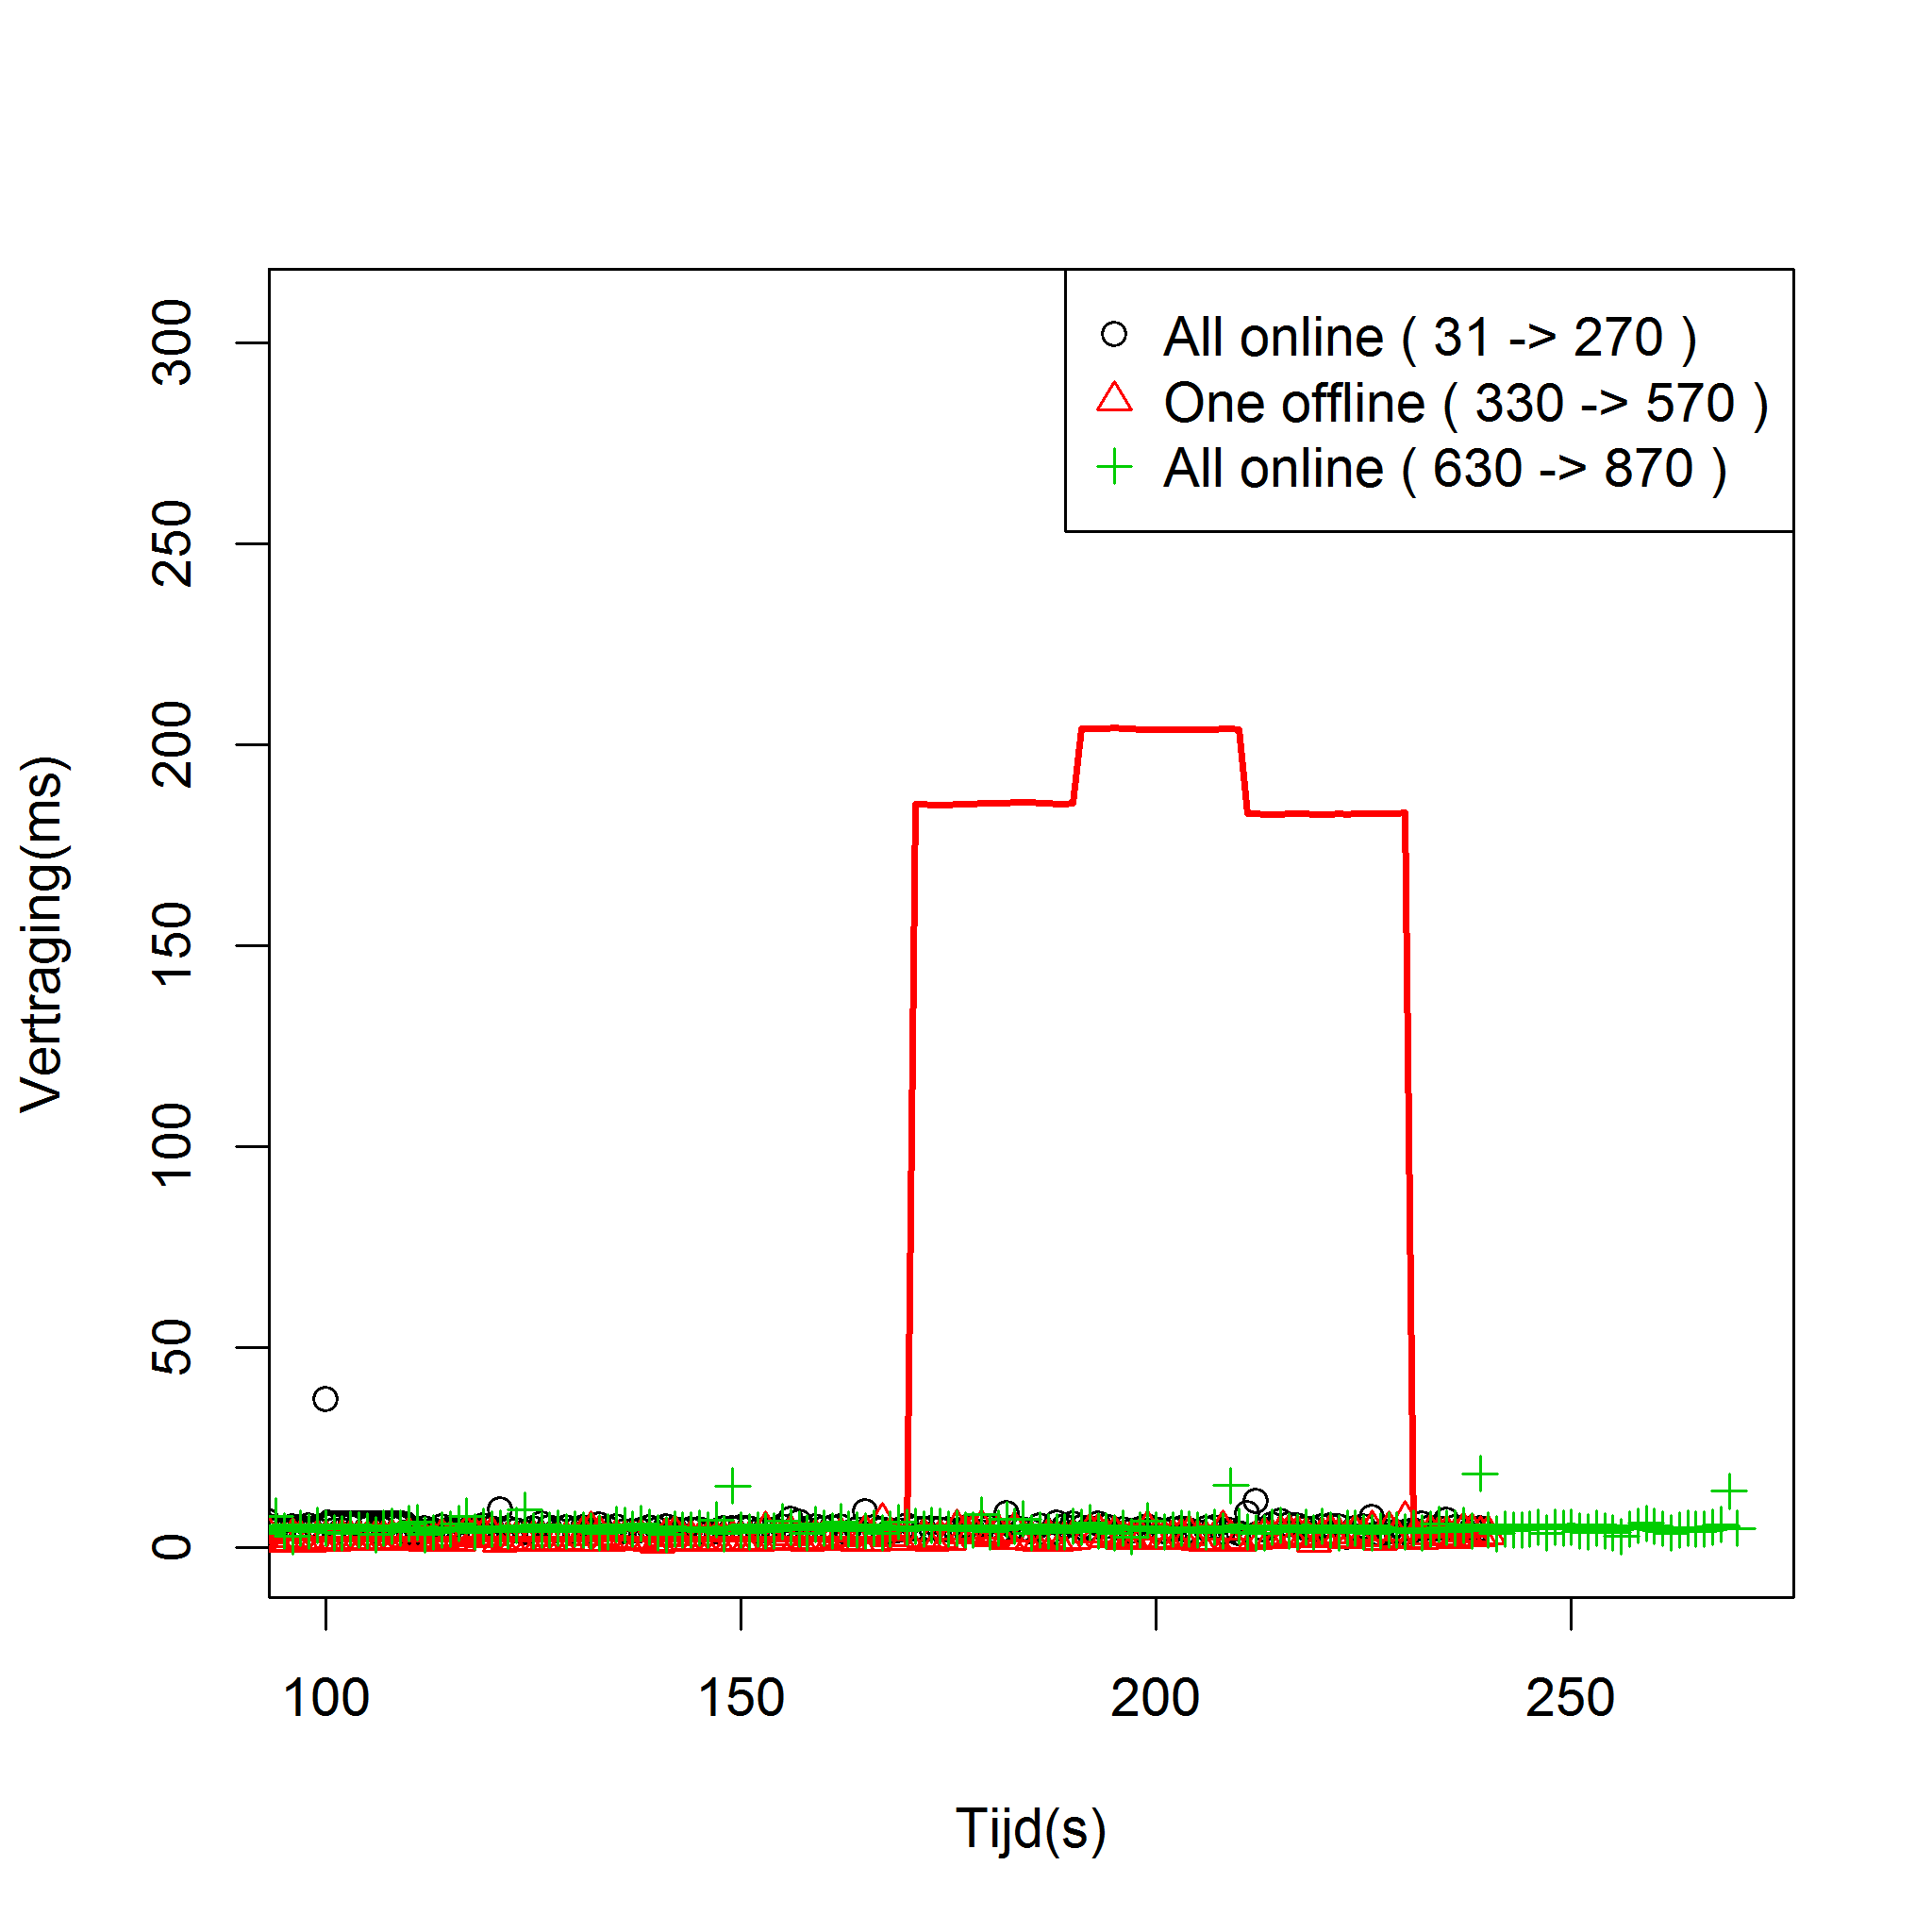 All online ( 31 -> 270 )
One offline ( 330 -> 570 )
All online ( 630 -> 870 )
300
250
200
150
100
50
0
Vertraging(ms)
100 150 200 250
Tijd(s)